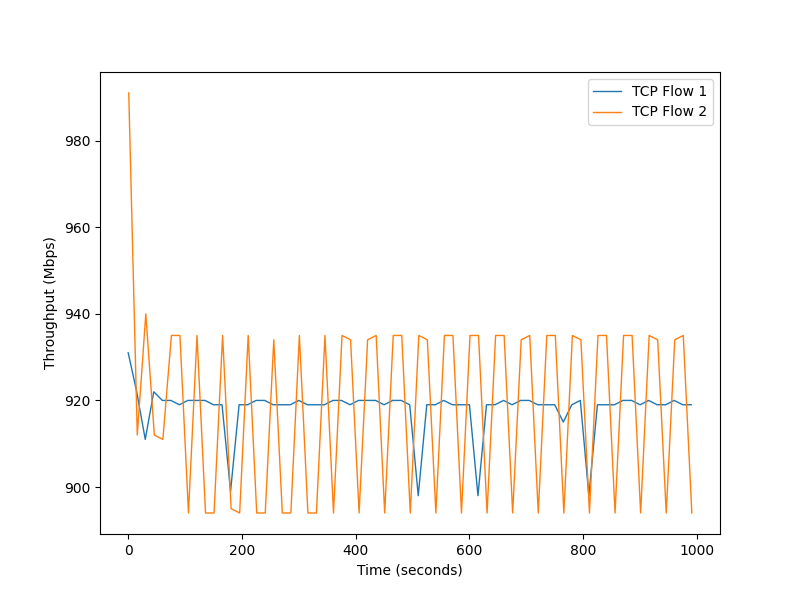 TCP Flow 1
TCP Flow 2
980
960
940
920
900
Throughput (Mbps)
0 200 400 600 800 1000
Time (seconds)